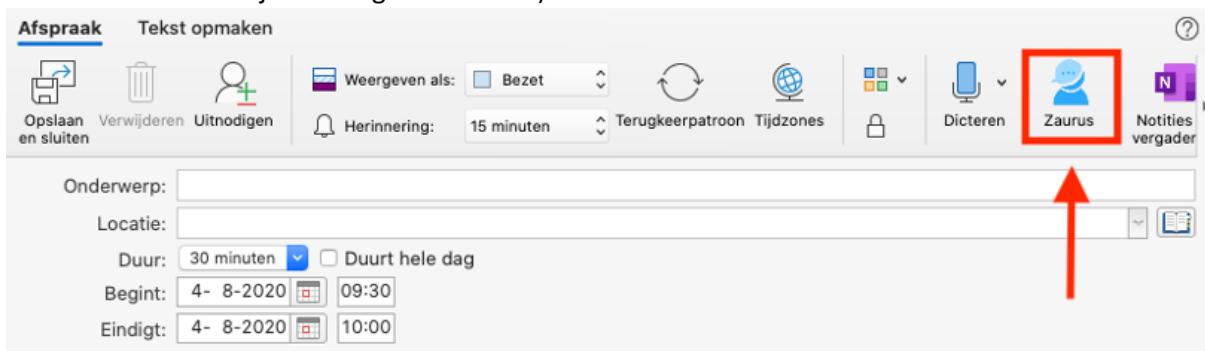 Afspraak Tekst opmaken
Weergeven als: Bezet
Opslaan en sluiten Verwijderen Uitnodigen
Herinnering: 15 minuten
Terugkeerpatroon Tijdzones
Dicteren Zaurus
N
Notities vergader
Onderwerp:
Locatie:
Duur: 30 minuten Duurt hele dag
Begint: 4- 8-2020 09:30
Eindigt: 4- 8-2020 10:00